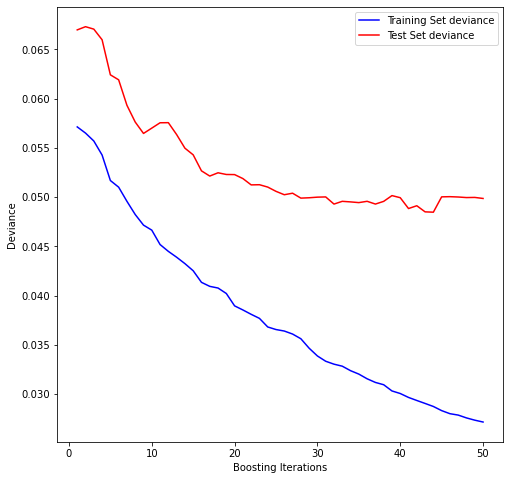 Training Set deviance
Test Set deviance
0.065
0.060
0.055
0.050
0.045
0.040
0.035
0.030
Deviance
0 10 20 30 40 50
Boosting Iterations